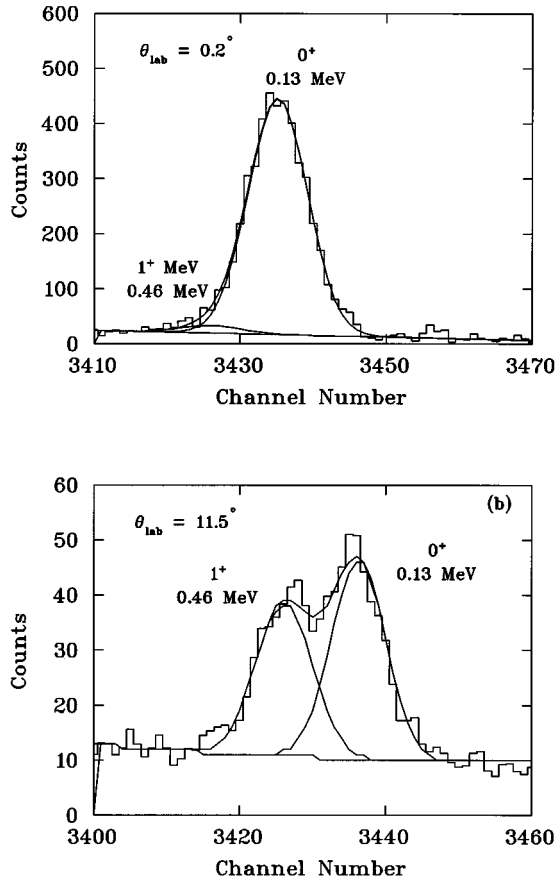 600
500
400
300
200
100
0
Counts
θlab = 0.2°
0+
0.13 MeV
1+ MeV
0.46 MeV
3410
3430
3450
3470
Channel Number
60
50
40
30
20
10
0
Counts
(b)
θlab = 11.5°
0+
0.13 MeV
1+
0.46 MeV
3400
3420
3440
3460
Channel Number